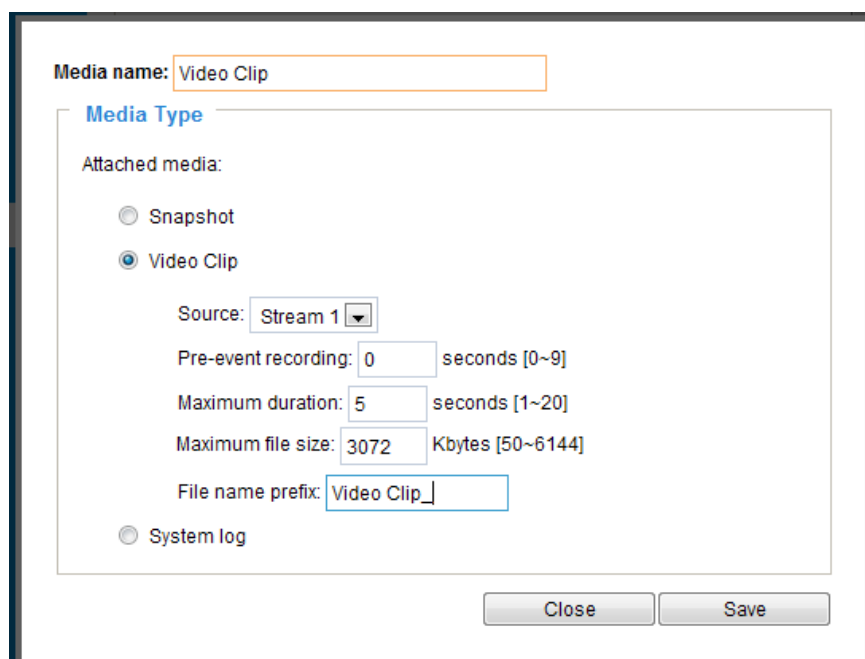 Media name: Video Clip
Media Type
Attached media:
Snapshot
Video Clip
Source: Stream 1
Pre-event recording: 0 seconds [0~9]
Maximum duration: 5 seconds [1~20]
Maximum file size: 3072 Kbytes [50~6144]
File name prefix: Video Clip_
System log
Close Save